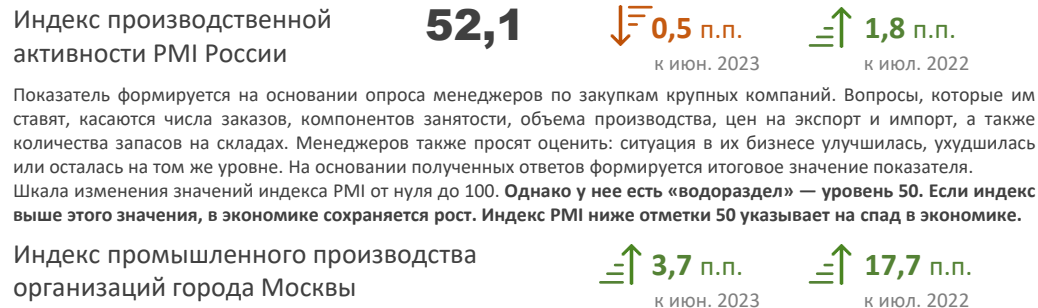 Индекс производственной
активности PMI России
52,1
0,5 п.п.
к июн. 2023
1,8 п.п.
к июл. 2022
Показатель формируется на основании опроса менеджеров по закупкам крупных компаний. Вопросы, которые им
ставят, касаются числа заказов, компонентов занятости, объема производства, цен на экспорт и импорт, а также
количества запасов на складах. Менеджеров также просят оценить: ситуация в их бизнесе улучшилась, ухудшилась
или осталась на том же уровне. На основании полученных ответов формируется итоговое значение показателя.
Шкала изменения значений индекса PMI от нуля до 100. Однако у нее есть «водораздел» — уровень 50. Если индекс
выше этого значения, в экономике сохраняется рост. Индекс PMI ниже отметки 50 указывает на спад в экономике.
Индекс промышленного производства
организаций города Москвы
3,7 п.п.
к июн. 2023
17,7 п.п.
к июл. 2022